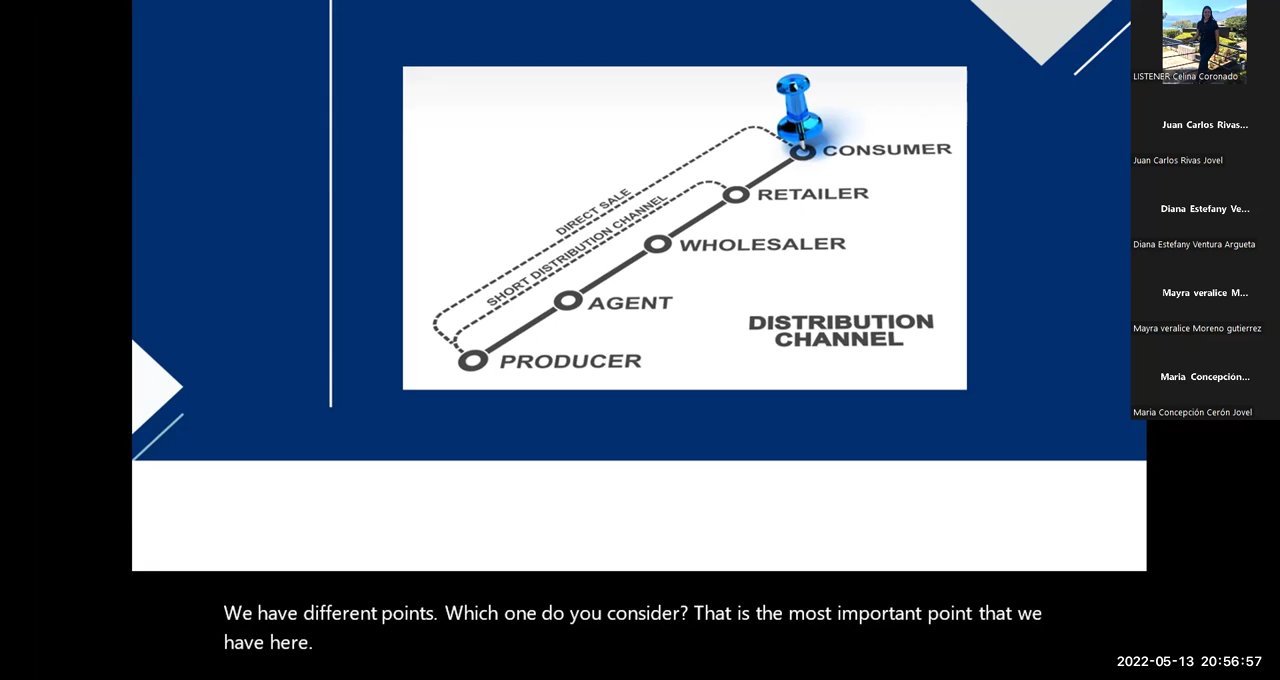 CONSUMER
RETAILER
WHOLESALER
AGENT
PRODUCER
DIRECT SALE
SHORT DISTRIBUTION CHANNEL
DISTRIBUTION
CHANNEL
LISTENER Celina Coronado
Juan Carlos Rivas...
Juan Carlos Rivas Jovel
Diana Estefany Ve...
Diana Estefany Ventura Argueta
Mayra veralice M...
Mayra veralice Moreno gutierrez
Maria Concepción...
Maria Concepción Cerón Jovel
We have different points. Which one do you consider? That is the most important point that we
have here.
2022-05-13 20:56:57